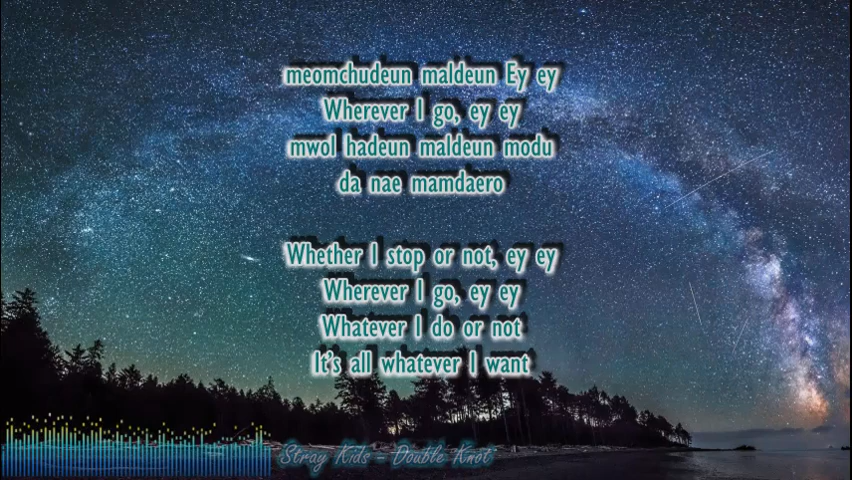 meomchudeun maldeun Ey ey
Wherever I go, ey ey
mwol hadeun maldeun modu
da nae mamdaero
Whether I stop or not, ey ey
Wherever I go, ey ey
Whatever I do or not
It's all whatever I want
Stray Kids - Double Knot